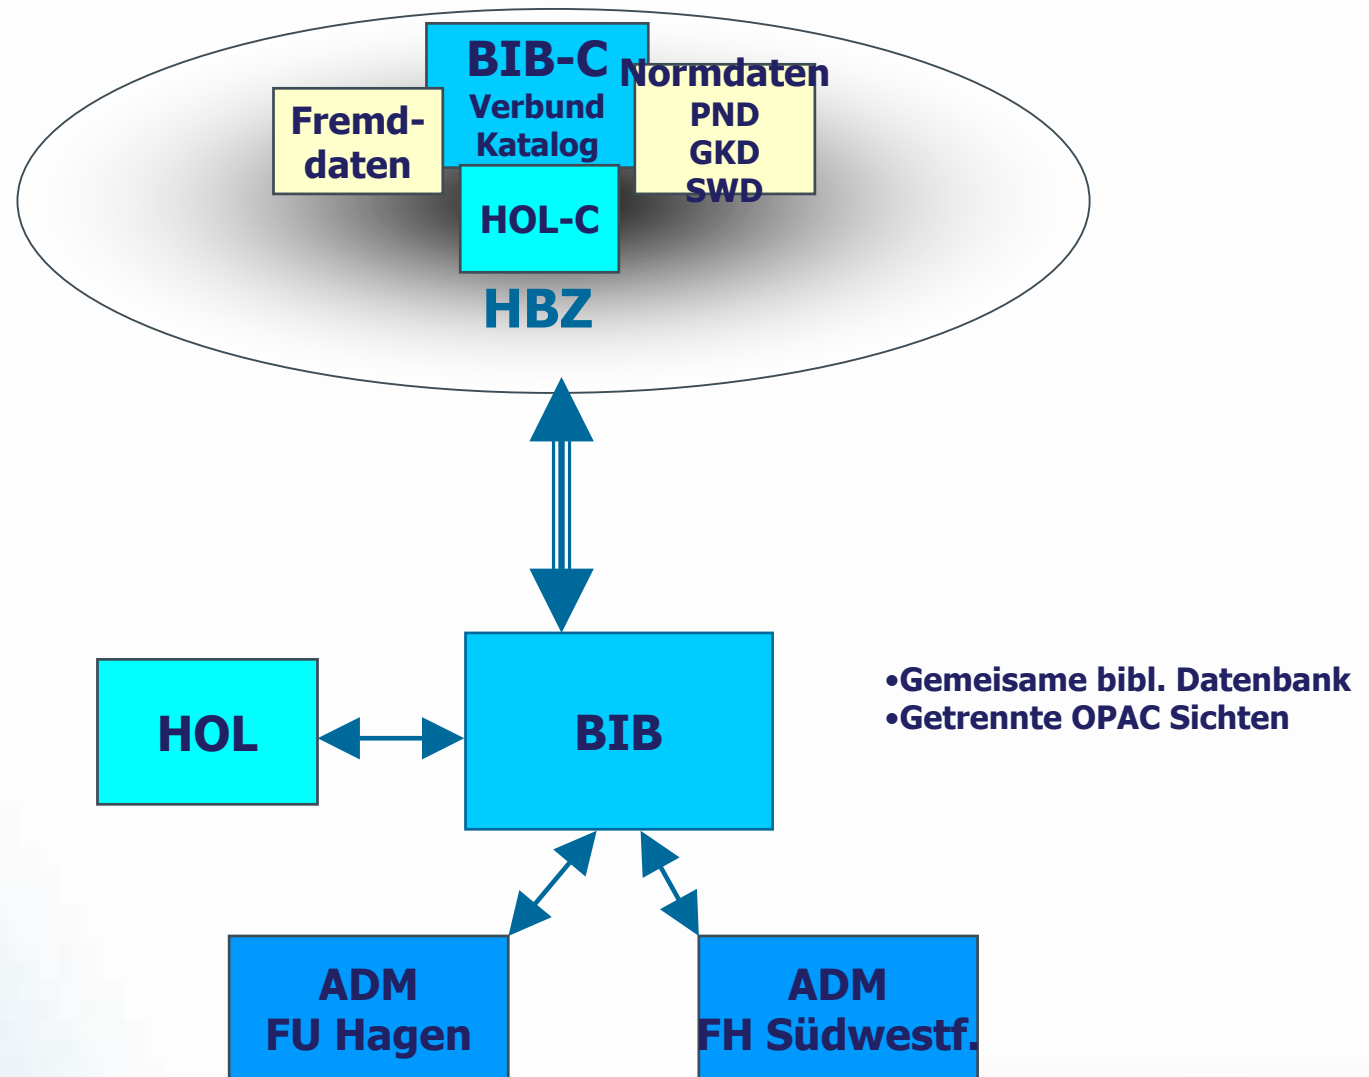 BIB-C
Verbund
Katalog
Fremd-
daten
Normdaten
PND
GKD
SWD
HOL-C
HBZ
HOL
BIB
•Gemeisame bibl. Datenbank
•Getrennte OPAC Sichten
ADM
FU Hagen
ADM
FH Südwestf.